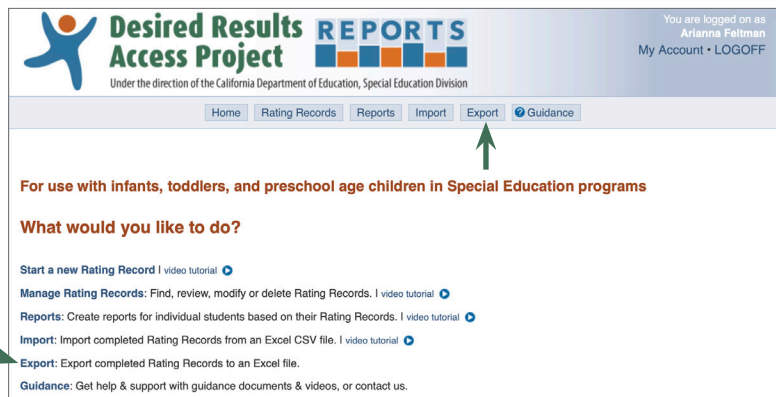 Desired Results
Access Project
REPORTS
Under the direction of the California Department of Education, Special Education Division
You are logged on as
Arianna Feltman
My Account • LOGOFF
Home Rating Records Reports Import Export ? Guidance
For use with infants, toddlers, and preschool age children in Special Education programs
What would you like to do?
Start a new Rating Record | video tutorial
Manage Rating Records: Find, review, modify or delete Rating Records. | video tutorial
Reports: Create reports for individual students based on their Rating Records. | video tutorial
Import: Import completed Rating Records from an Excel CSV file. | video tutorial
Export: Export completed Rating Records to an Excel file.
Guidance: Get help & support with guidance documents & videos, or contact us.